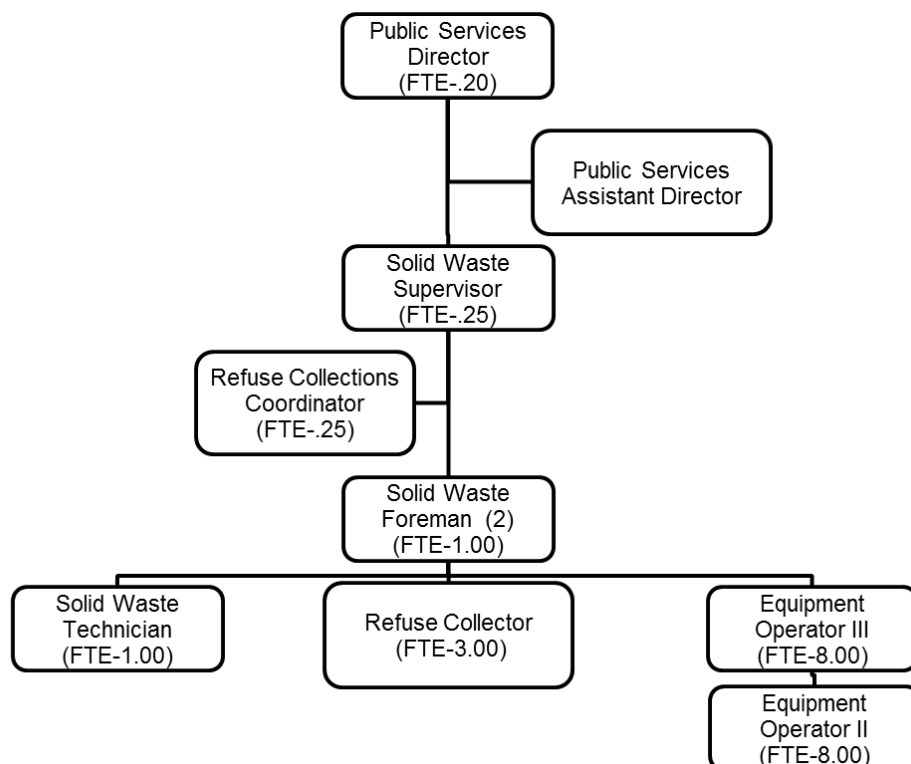 Public Services
Director
(FTE-.20)
Public Services
Assistant Director
Solid Waste
Supervisor
(FTE-.25)
Refuse Collections
Coordinator
(FTE-.25)
Solid Waste
Foreman (2)
(FTE-1.00)
Solid Waste
Technician
(FTE-1.00)
Refuse Collector
(FTE-3.00)
Equipment
Operator III
(FTE-8.00)
Equipment
Operator II
(FTE-8.00)